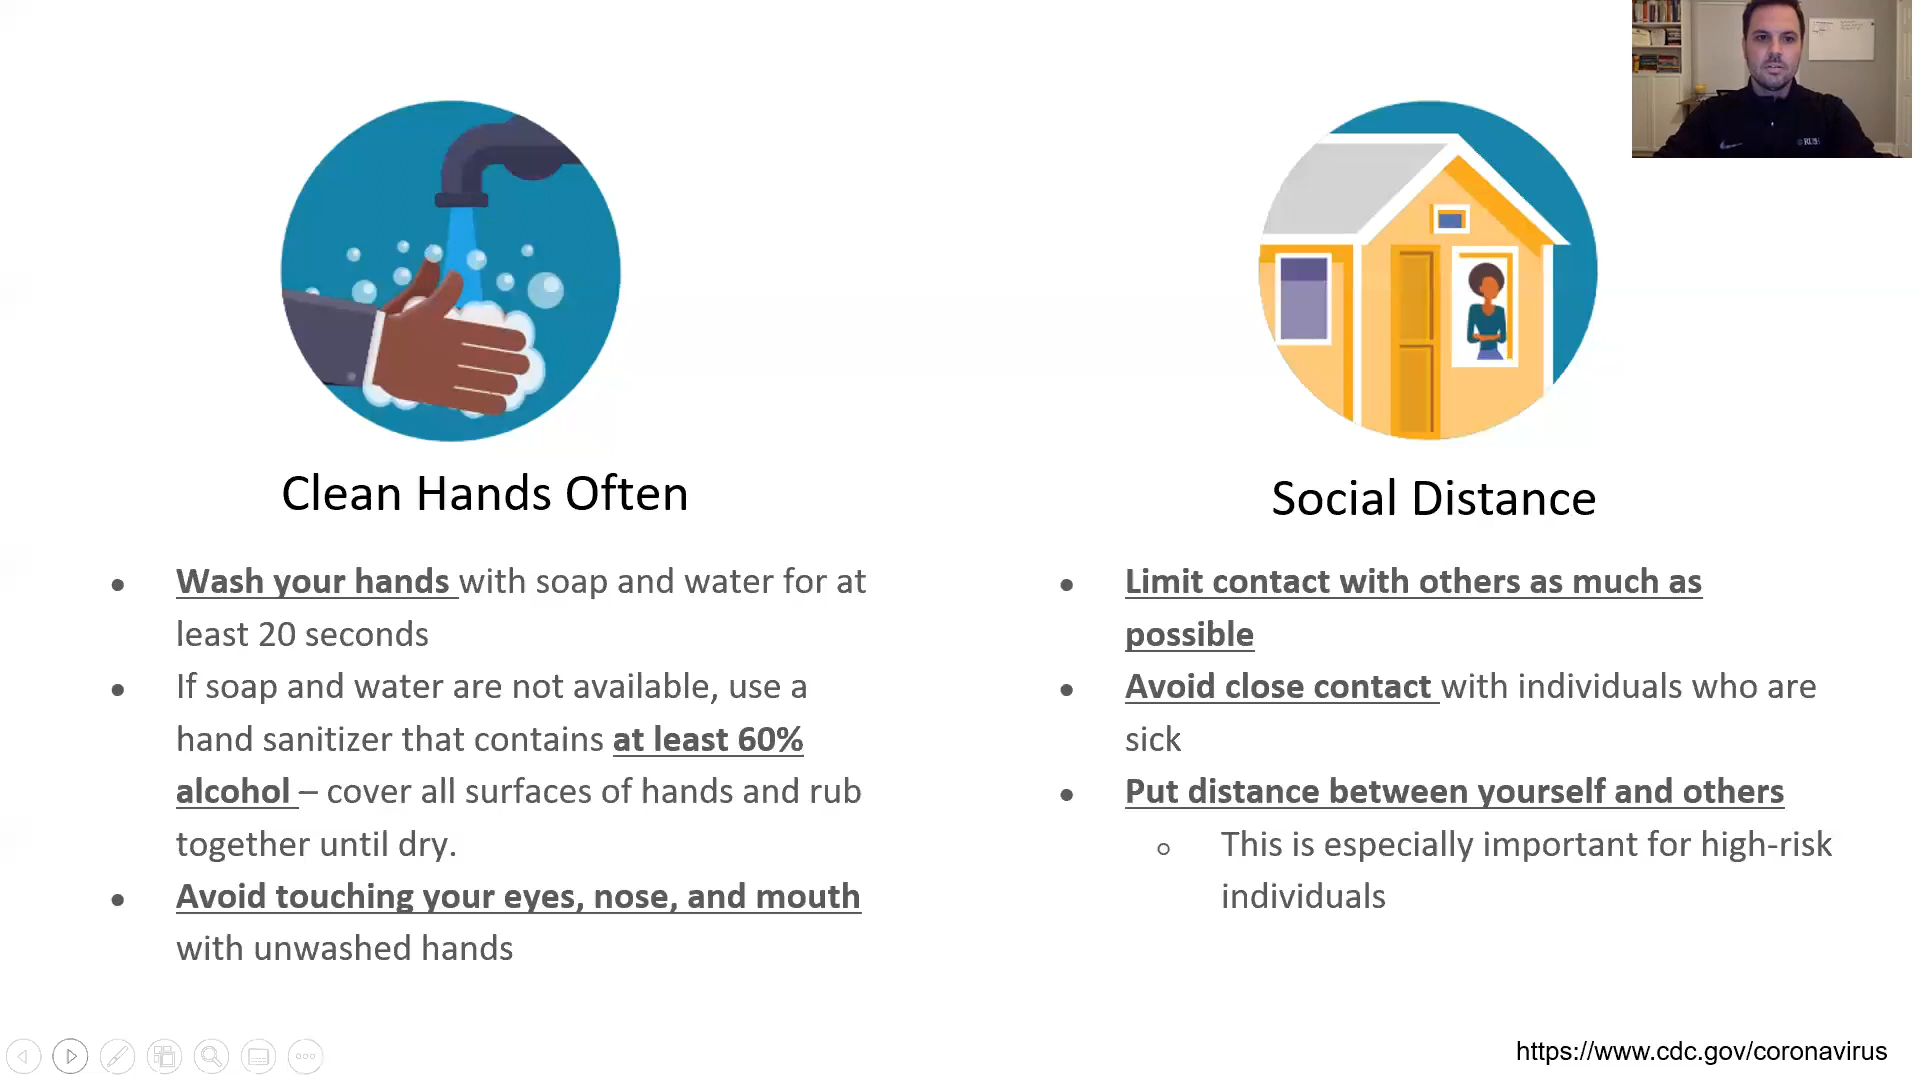 Clean Hands Often
Wash your hands with soap and water for at
least 20 seconds
If soap and water are not available, use a
hand sanitizer that contains at least 60%
alcohol – cover all surfaces of hands and rub
together until dry.
Avoid touching your eyes, nose, and mouth
with unwashed hands
Social Distance
Limit contact with others as much as
possible
Avoid close contact with individuals who are
sick
Put distance between yourself and others
This is especially important for high-risk
individuals
https://www.cdc.gov/coronavirus